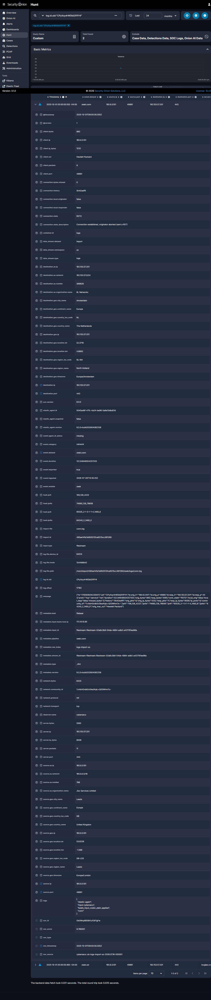 Security Onion
Hunt
Overview
Onion AI
Alerts
Dashboards
Hunt
Cases
Detections
PCAP
Grid
Downloads
Administration
Tools
Kibana
Elastic Fleet
Version: 3.1.0
log.id.uid:"CPyXoy4rWDbQ1I1fY4"
Last
24
months
log.id.uid:"CPyXoy4rWDbQ1I1fY4"
Query Name
Custom
Total Found
2
Exclude
Case Data, Detections Data, SOC Logs, Onion AI Data
Basic Metrics
Timeline
7:59:59.999 pm
8:00:00.000 pm
8:00:00.001 pm
Fetch Limit
© 2026 Security Onion Solutions, LLC
License: ELv2
Timestamp event.dataset source.ip source.port destination.ip destination.port
2025-10-01 05:00:00.555 -04:00 zeek.conn 160.9.3.101 49881 192.153.57.201 443
@timestamp 2025-10-01T09:00:00.555Z
@version 1
client.bytes 860
client.ip 160.9.3.101
client.ip_bytes 1232
client.oui Hewlett Packard
client.packets 9
client.port 49881
connection.bytes.missed 0
connection.history ShADadfR
connection.local.originator false
connection.local.responder false
connection.state RSTO
connection.state_description Connection established, originator aborted (sent a RST)
container.id logs
data_stream.dataset import
data_stream.namespace so
data_stream.type logs
destination.as.ip 192.153.57.201
destination.as.network 192.153.57.0/24
destination.as.number 399629
destination.as.organization.name BL Networks
destination.geo.city_name Amsterdam
destination.geo.continent_name Europe
destination.geo.country_iso_code NL
destination.geo.country_name The Netherlands
destination.geo.ip 192.153.57.201
destination.geo.location.lat 52.3716
destination.geo.location.lon 4.8883
destination.geo.region_iso_code NL-NH
destination.geo.region_name North Holland
destination.geo.timezone Europe/Amsterdam
destination.ip 192.153.57.201
destination.port 443
ecs.version 8.0.0
elastic_agent.id 5045ad9f-47fc-4a24-be96-5a6e13dbd51d
elastic_agent.snapshot false
elastic_agent.version 9.3.3+build202604082258
event.agent_id_status missing
event.category network
event.dataset zeek.conn
event.duration 122.94648504257202
event.imported true
event.ingested 2026-07-29T13:35:25Z
event.module zeek
hash.ja4l 106_128_4222
hash.ja4ls 74680_128_76606
hash.ja4t 65535_2-1-3-1-1-4_1460_8
hash.ja4ts 64240_2_1460_0
import.file conn.log
import.id 495ee14fa7e950512fce637bcc361290
input.type filestream
log.file.device_id 64514
log.file.inode 134466642
log.file.path /nsm/import/495ee14fa7e950512fce637bcc361290/zeek/logs/conn.log
log.id.uid CPyXoy4rWDbQ1I1fY4
log.offset 17162
message {"ts":1759309200.555017,"uid":"CPyXoy4rWDbQ1I1fY4","id.orig_h":"160.9.3.101","id.orig_p":49881,"id.resp_h":"192.153.57.201","id.resp_p":44
3,"proto":"tcp","service":"ssl","duration":122.94648504257202,"orig_bytes":860,"resp_bytes":5565,"conn_state":"RSTO","local_orig":false,"loca
l_resp":false,"missed_bytes":0,"history":"ShADadfR","orig_pkts":9,"orig_ip_bytes":1232,"resp_pkts":11,"resp_ip_bytes":6009,"ip_proto":6,"comm
unity_id":"1:vhbHGrdbSvDke/Kqic+Q03Whm7s=","ja4l":"106_128_4222","ja4ls":"74680_128_76606","ja4t":"65535_2-1-3-1-1-4_1460_8","ja4ts":"6
4240_2_1460_0","orig_mac_oui":"Hewlett Packard"}
metadata.beat filebeat
metadata.input.beats.host.ip 172.10.10.85
metadata.input_id filestream-filestream-02a6c3b8-04de-4884-adb5-a421761ee96a
metadata.pipeline zeek.conn
metadata.raw_index logs-import-so
metadata.stream_id filestream-filestream.filestream-02a6c3b8-04de-4884-adb5-a421761ee96a
metadata.type _doc
metadata.version 9.3.3+build202604082258
network.bytes 6425
network.community_id 1:vhbHGrdbSvDke/Kqic+Q03Whm7s=
network.protocol ssl
network.transport tcp
observer.name cyberseco
server.bytes 5565
server.ip 192.153.57.201
server.ip_bytes 6009
server.packets 11
server.port 443
source.as.ip 160.9.3.101
source.as.network 160.9.0.0/16
source.as.number 786
source.as.organization.name Jisc Services Limited
source.geo.city_name Leeds
source.geo.continent_name Europe
source.geo.country_iso_code GB
source.geo.country_name United Kingdom
source.geo.ip 160.9.3.101
source.geo.location.lat 53.8226
source.geo.location.lon -1.568
source.geo.region_iso_code GB-LDS
source.geo.region_name Leeds
source.geo.timezone Europe/London
source.ip 160.9.3.101
source.port 49881
tags [
"elastic-agent",
"input-cyberseco",
"beats_input_codec_plain_applied",
"conn"
]
soc_id Ob0Wrp8BS8tFy1O9TgFw
soc_score 9.766301
soc_type
soc_timestamp 2025-10-01T09:00:00.555Z
soc_source cyberseco:.ds-logs-import-so-2026.07.16-000001
2025-10-01 05:00:00.993 -04:00 zeek.ssl 160.9.3.101 49881 192.153.57.201 443
Items per page: 10 1-2 of 2
The backend data fetch took 0.021 seconds. The total round trip took 0.025 seconds.